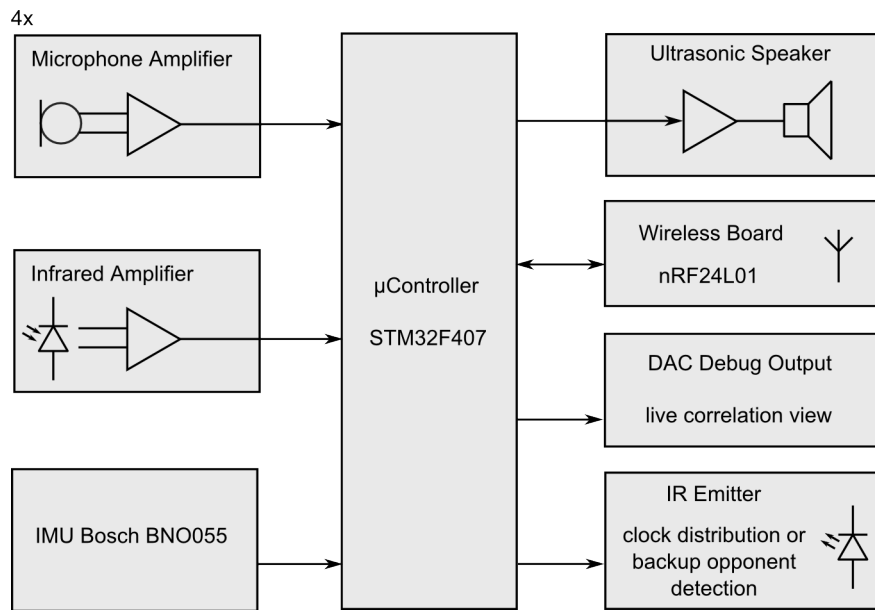 4x
Microphone Amplifier
Infrared Amplifier
IMU Bosch BNO055
µController
STM32F407
Ultrasonic Speaker
Wireless Board
nRF24L01
DAC Debug Output
live correlation view
IR Emitter
clock distribution or
backup opponent
detection